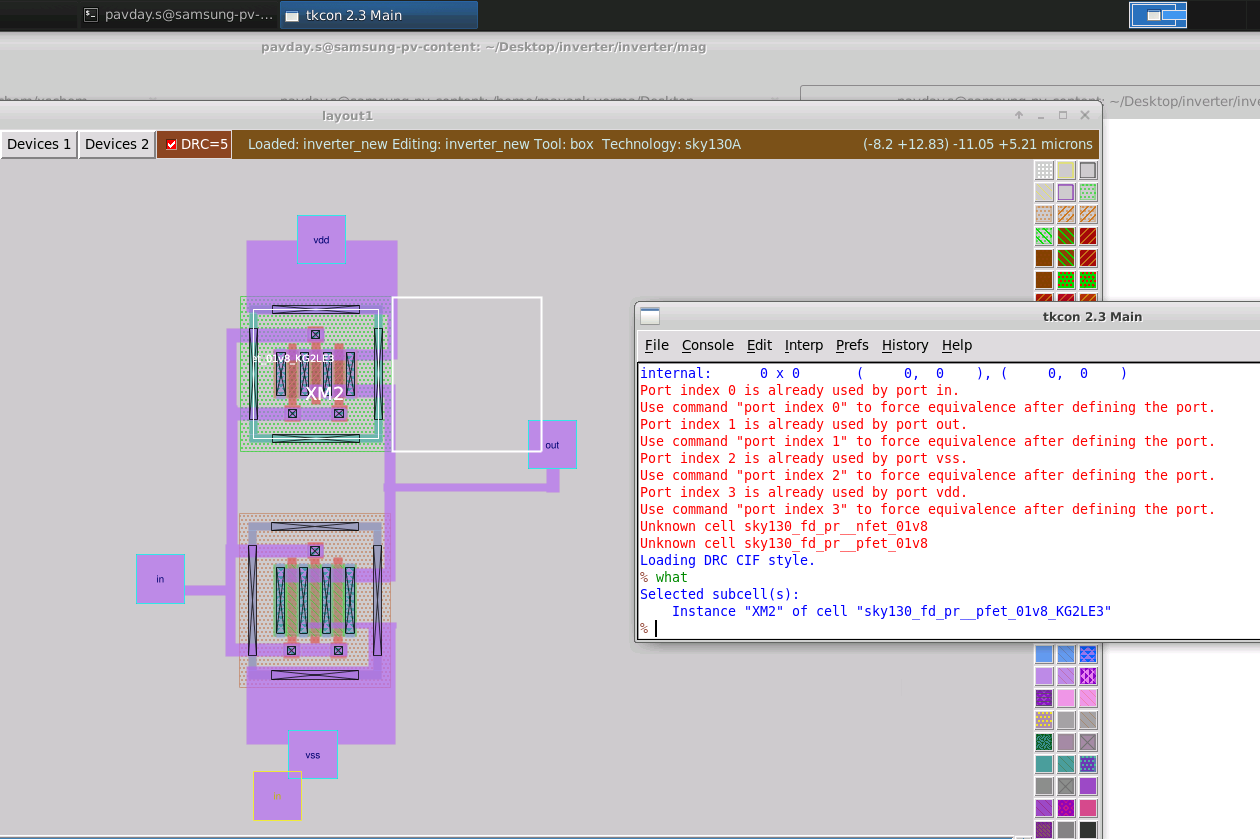 pavday.s@samsung-pv-...
tkcon 2.3 Main
pavday.s@samsung-pv-content: ~/Desktop/inverter/inverter/mag
: ~/Desktop/inverter/inve
layout1
Devices 1
Devices 2
DRC=5
Loaded: inverter_new Editing: inverter_new Tool: box Technology: sky130A
(-8.2 +12.83) -11.05 +5.21 microns
vdd
01v8_KG2LE3
XM2
out
in
vss
tkcon 2.3 Main
File Console Edit Interp Prefs History Help
internal: 0 x 0 ( 0, 0 ), ( 0, 0 )
Port index 0 is already used by port in.
Use command "port index 0" to force equivalence after defining the port.
Port index 1 is already used by port out.
Use command "port index 1" to force equivalence after defining the port.
Port index 2 is already used by port vss.
Use command "port index 2" to force equivalence after defining the port.
Port index 3 is already used by port vdd.
Use command "port index 3" to force equivalence after defining the port.
Unknown cell sky130_fd_pr__nfet_01v8
Unknown cell sky130_fd_pr__pfet_01v8
Loading DRC CIF style.
% what
Selected subcell(s):
Instance "XM2" of cell "sky130_fd_pr__pfet_01v8_KG2LE3"
%